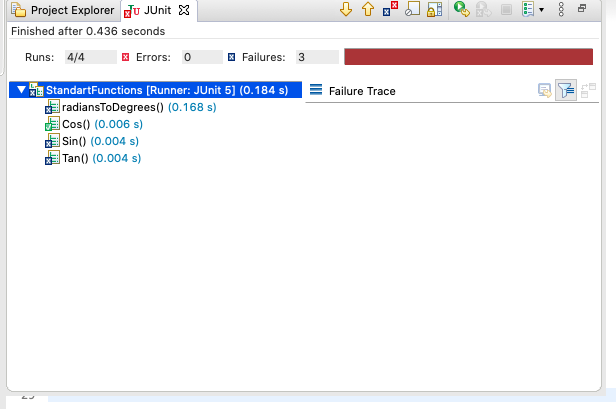 Project Explorer JUnit
Finished after 0.436 seconds
Runs: 4/4 Errors: 0 Failures: 3
StandartFunctions [Runner: JUnit 5] (0.184 s)
Failure Trace
radiansToDegrees() (0.168 s)
Cos() (0.006 s)
Sin() (0.004 s)
Tan() (0.004 s)